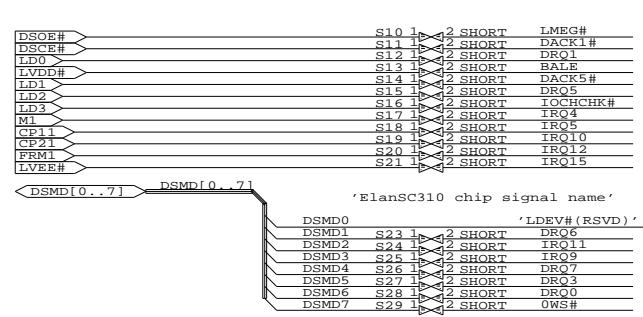 DSOE# S10 1 2 SHORT LMEG#
DSCE# S11 1 2 SHORT DACK1#
LD0 S12 1 2 SHORT DRQ1
LVDD# S13 1 2 SHORT BALE
LD1 S14 1 2 SHORT DACK5#
LD2 S15 1 2 SHORT DRQ5
LD3 S16 1 2 SHORT IOCHCHK#
M1 S17 1 2 SHORT IRQ4
CP11 S18 1 2 SHORT IRQ5
CP21 S19 1 2 SHORT IRQ10
FRM1 S20 1 2 SHORT IRQ12
LVEE# S21 1 2 SHORT IRQ15
DSMD[0..7] DSMD[0..7]
'ElanSC310 chip signal name'
DSMD0 'LDEV#(RSVD)'
DSMD1 S23 1 2 SHORT DRQ6
DSMD2 S24 1 2 SHORT IRQ11
DSMD3 S25 1 2 SHORT IRQ9
DSMD4 S26 1 2 SHORT DRQ7
DSMD5 S27 1 2 SHORT DRQ3
DSMD6 S28 1 2 SHORT DRQ0
DSMD7 S29 1 2 SHORT 0WS#